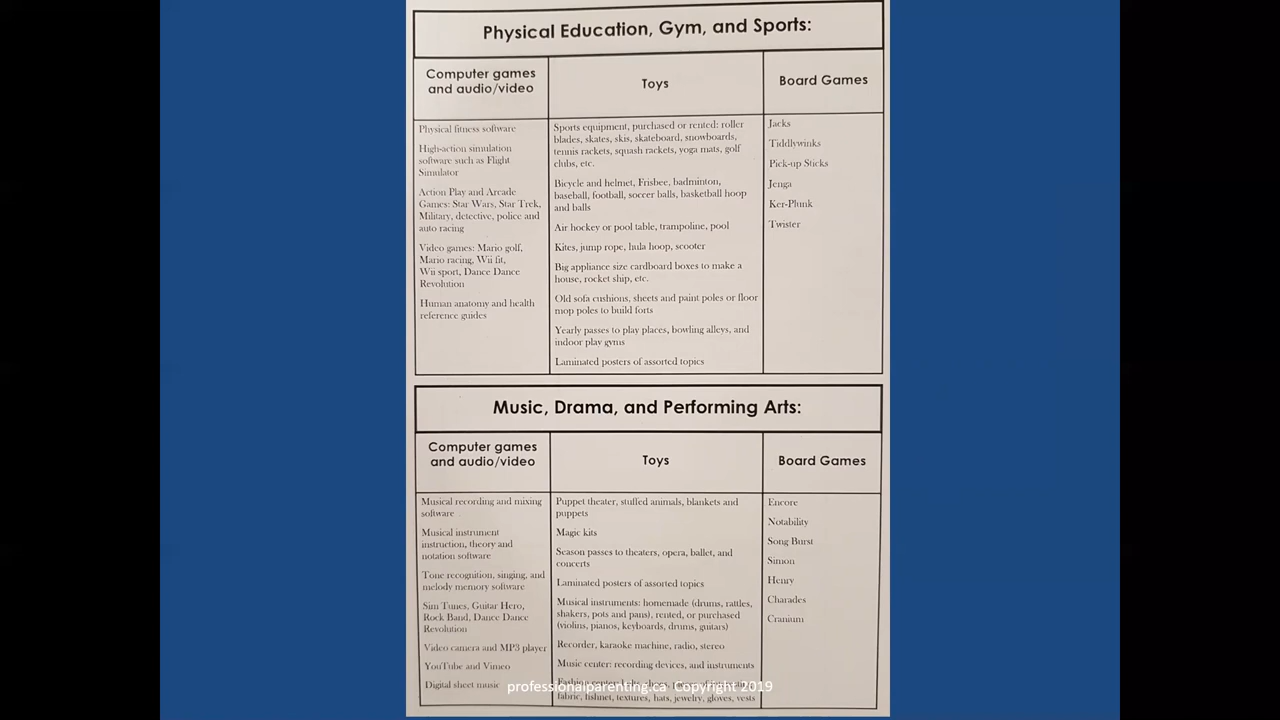 Physical Education, Gym, and Sports:
Computer games
and audio/video
Toys
Board Games
Physical fitness software
High-action simulation
software such as Flight
Simulator
Action Play and Arcade
Games: Star Wars, Star Trek,
Military, detective, police and
auto racing
Video games: Mario golf,
Mario racing, Wii fit,
Wii sport, Dance Dance
Revolution
Human anatomy and health
reference guides
Sports equipment, purchased or rented: roller
blades, skates, skis, skateboard, snowboards,
tennis rackets, squash rackets, yoga mats, golf
clubs, etc.
Bicycle and helmet, Frisbee, badminton,
baseball, football, soccer balls, basketball hoop
and balls
Air hockey or pool table, trampoline, pool
Kites, jump rope, hula hoop, scooter
Big appliance size cardboard boxes to make a
house, rocket ship, etc.
Old sofa cushions, sheets and paint poles or floor
mop poles to build forts
Yearly passes to play places, bowling alleys, and
indoor play gyms
Laminated posters of assorted topics
Jacks
Tiddlywinks
Pick-up Sticks
Jenga
Ker-Plunk
Twister
Music, Drama, and Performing Arts:
Computer games
and audio/video
Toys
Board Games
Musical recording and mixing
software
Musical instrument
instruction, theory and
notation software
Tone recognition, singing, and
melody memory software
Sim Tunes, Guitar Hero,
Rock Band, Dance Dance
Revolution
Video camera and MP3 player
YouTube and Vimeo
Digital sheet music
Puppet theater, stuffed animals, blankets and
puppets
Magic kits
Season passes to theaters, opera, ballet, and
concerts
Laminated posters of assorted topics
Musical instruments: homemade (drums, rattles,
shakers, pots and pans), rented, or purchased
(violins, pianos, keyboards, drums, guitars)
Recorder, karaoke machine, radio, stereo
Music center: recording devices, and instruments
Fashion center:
fabric, fishnet, textures, hats, jewelry, gloves, vests
Encore
Notability
Song Burst
Simon
Henry
Charades
Cranium
professionalparenting.ca Copyright 2019